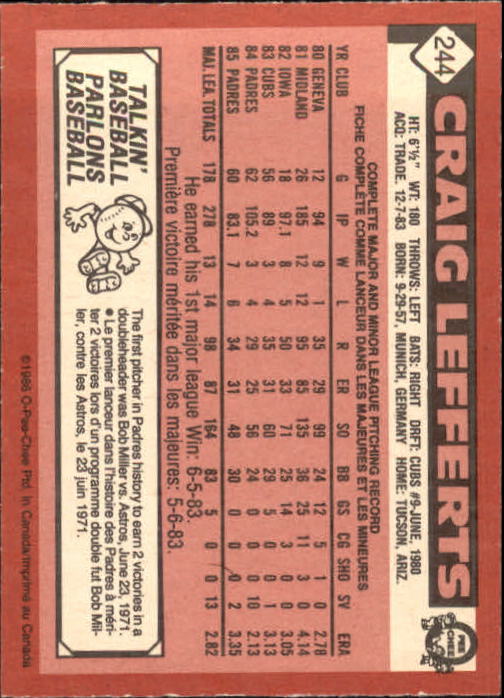 244
CRAIG LEFFERTS
O PEE CHEE
HT: 6'½" WT: 180 THROWS: LEFT BATS: RIGHT DRFT: CUBS #9-JUNE, 1980
ACQ: TRADE. 12-7-83 BORN: 9-29-57, MUNICH, GERMANY HOME: TUCSON, ARIZ.
COMPLETE MAJOR AND MINOR LEAGUE PITCHING RECORD
FICHE COMPLÈTE COMME LANCEUR DANS LES MAJEURES ET LES MINEURES
YR CLUB G IP W L R ER SO BB GS CG SHO SV ERA
80 GENEVA 12 94 9 1 35 29 99 24 12 5 1 0 2.78
81 MIDLAND 26 185 12 12 95 85 135 36 25 11 3 0 4.14
82 IOWA 18 97.1 8 5 50 33 71 25 14 3 0 0 3.05
83 CUBS 56 89 3 4 35 31 60 29 5 0 0 1 3.13
84 PADRES 62 105.2 3 4 29 25 56 24 0 0 0 10 2.13
85 PADRES 60 83.1 7 6 34 31 48 30 0 0 0 2 3.35
MAJ. LEA. TOTALS 178 278 13 14 98 87 164 83 5 0 0 13 2.82
He earned his 1st major league Win: 6-5-83.
Première victoire méritée dans les majeures: 5-6-83.
TALKIN'
BASEBALL
PARLONS
BASEBALL
The first pitcher in Padres history to earn 2 victories in a
doubleheader was Bob Miller vs. Astros, June 23, 1971.
• Le premier lanceur dans l'histoire des Padres à méri-
ter 2 victoires lors d'un programme double fut Bob Mil-
ler, contre les Astros, le 23 juin 1971.
©1986 O-Pee-Chee Ptd. in Canada/Imprimé au Canada